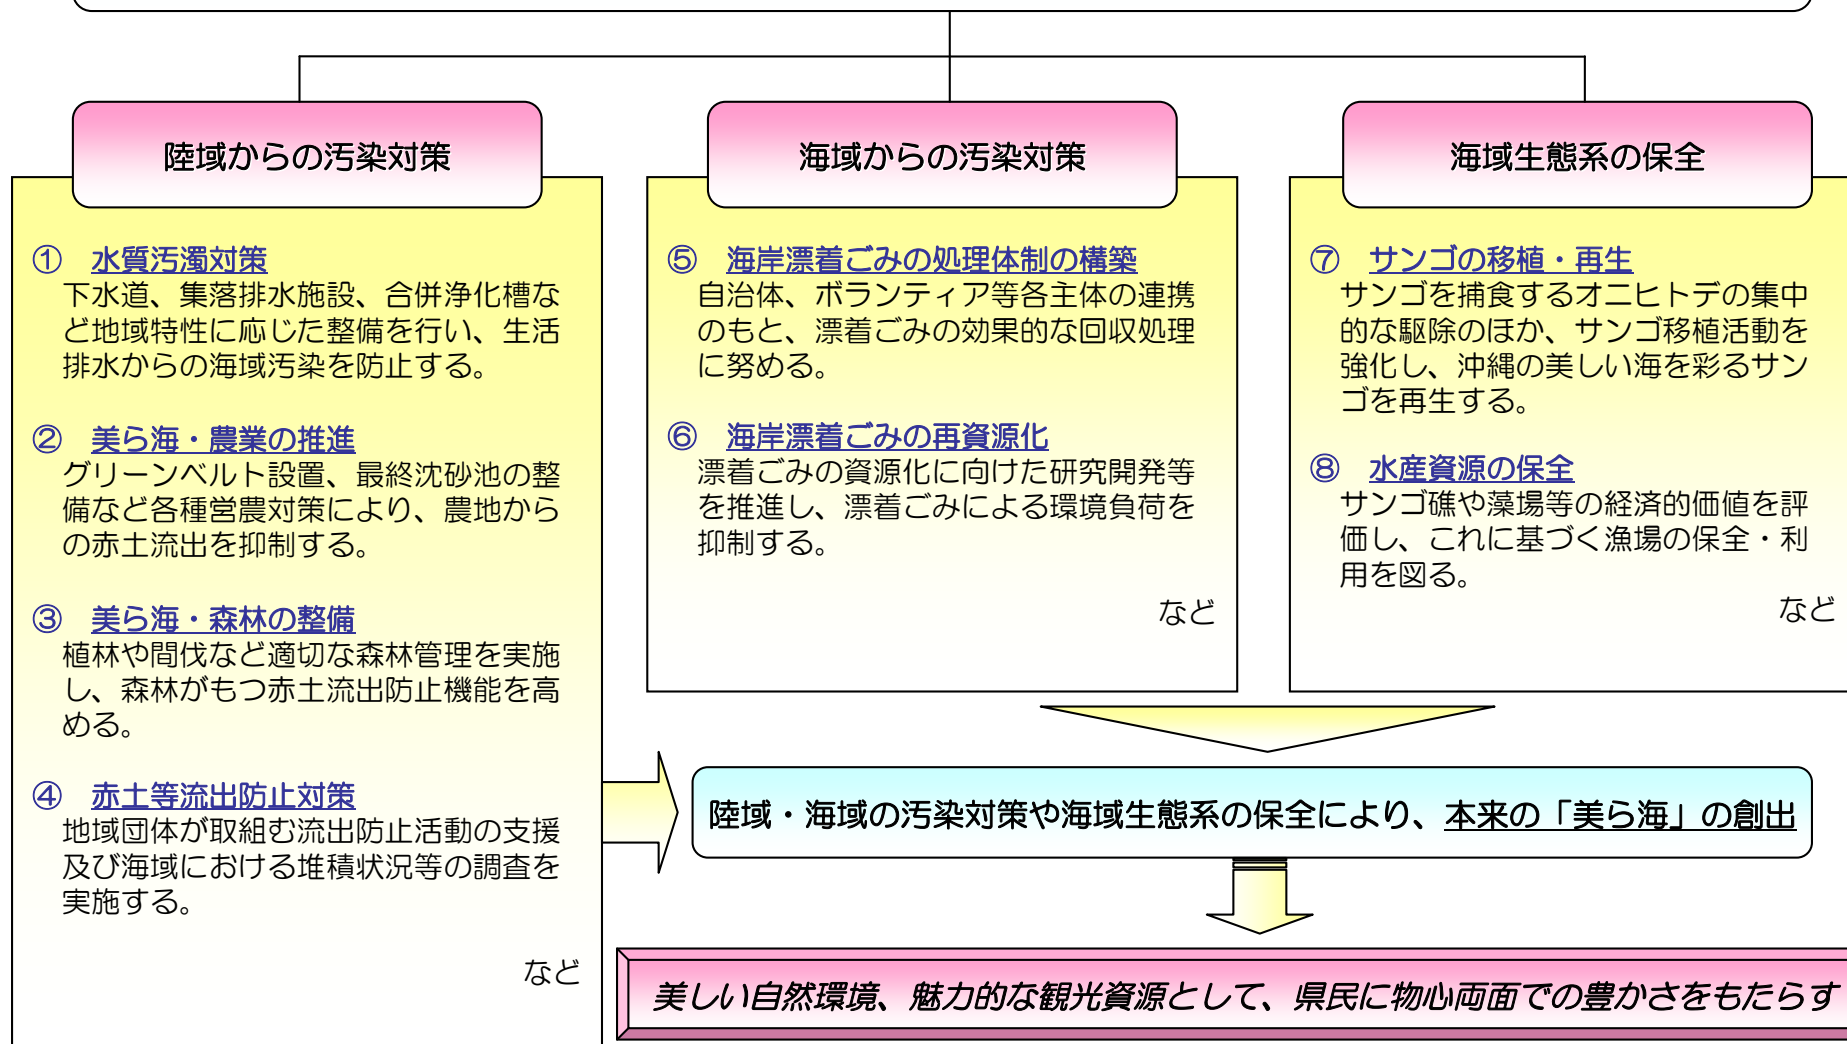 陸域からの汚染対策
① 水質汚濁対策
下水道、集落排水施設、合併浄化槽な
ど地域特性に応じた整備を行い、生活
排水からの海域汚染を防止する。
② 美ら海・農業の推進
グリーンベルト設置、最終沈砂池の整
備など各種営農対策により、農地から
の赤土流出を抑制する。
③ 美ら海・森林の整備
植林や間伐など適切な森林管理を実施
し、森林がもつ赤土流出防止機能を高
める。
④ 赤土等流出防止対策
地域団体が取組む流出防止活動の支援
及び海域における堆積状況等の調査を
実施する。
など
海域からの汚染対策
⑤ 海岸漂着ごみの処理体制の構築
自治体、ボランティア等各主体の連携
のもと、漂着ごみの効果的な回収処理
に努める。
⑥ 海岸漂着ごみの再資源化
漂着ごみの資源化に向けた研究開発等
を推進し、漂着ごみによる環境負荷を
抑制する。
など
海域生態系の保全
⑦ サンゴの移植・再生
サンゴを捕食するオニヒトデの集中
的な駆除のほか、サンゴ移植活動を
強化し、沖縄の美しい海を彩るサン
ゴを再生する。
⑧ 水産資源の保全
サンゴ礁や藻場等の経済的価値を評
価し、これに基づく漁場の保全・利
用を図る。
など
陸域・海域の汚染対策や海域生態系の保全により、本来の「美ら海」の創出
美しい自然環境、魅力的な観光資源として、県民に物心両面での豊かさをもたらす